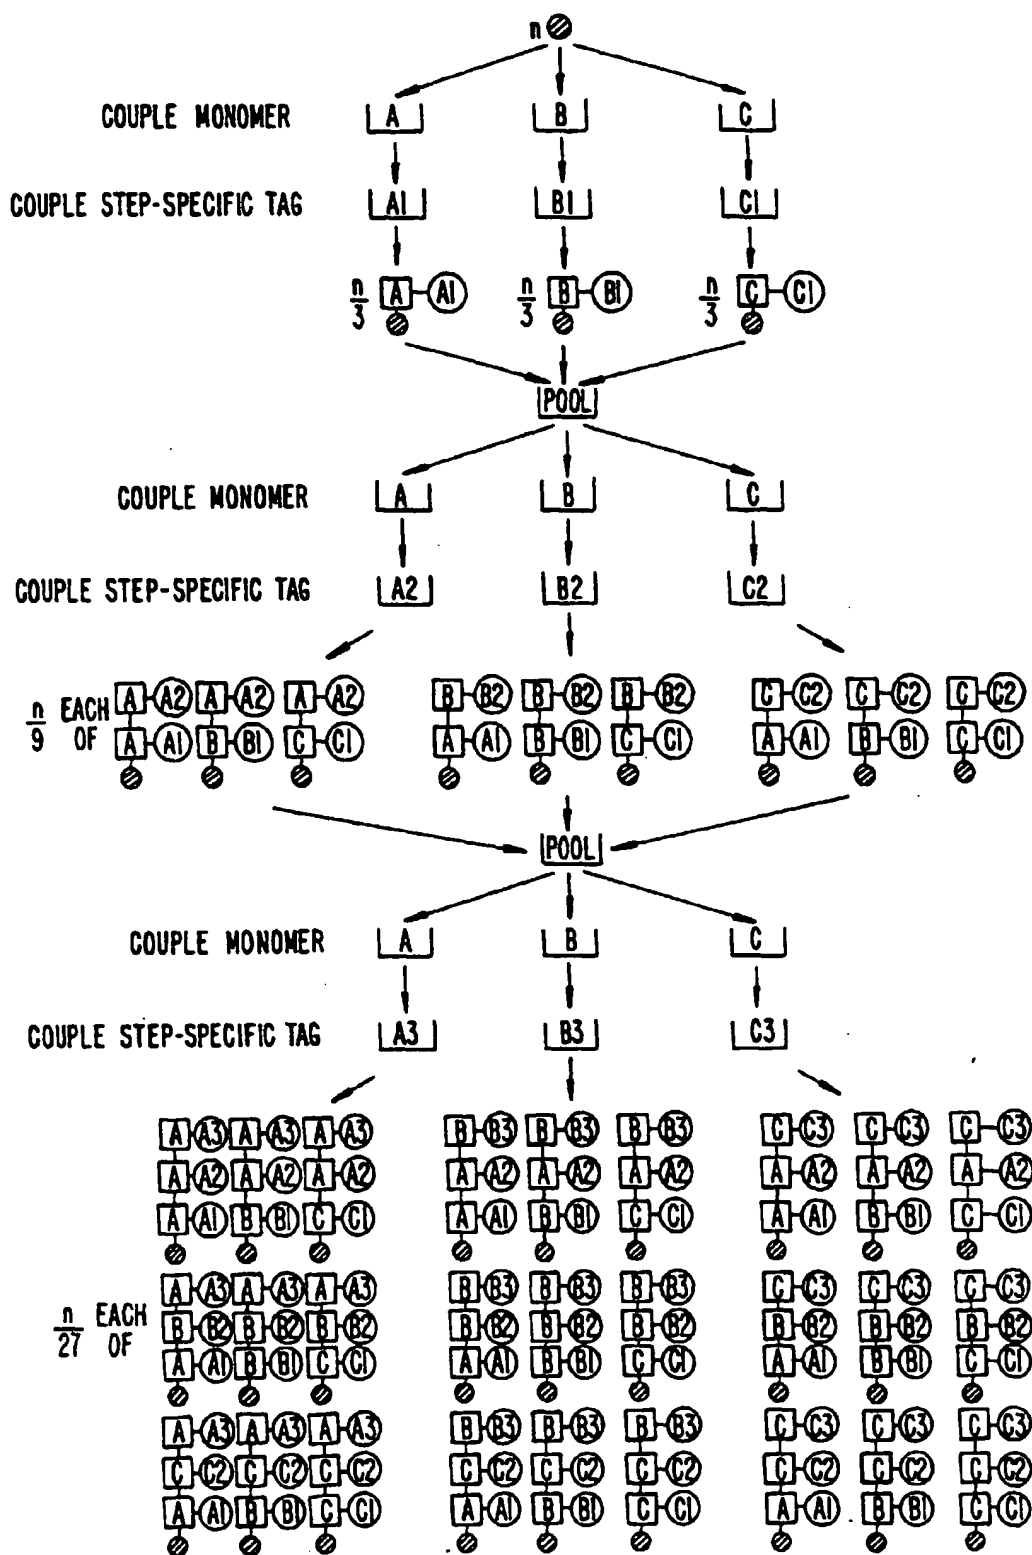 n
COUPLE MONOMER A B C
COUPLE STEP-SPECIFIC TAG A1 B1 C1
n/3 A A1 n/3 B B1 n/3 C C1
POOL
COUPLE MONOMER A B C
COUPLE STEP-SPECIFIC TAG A2 B2 C2
n/9 EACH OF
A A2 A A2 A A2 B B2 B B2 B B2 C C2 C C2 C C2
A A1 B B1 C C1 A A1 B B1 C C1 A A1 B B1 C C1
POOL
COUPLE MONOMER A B C
COUPLE STEP-SPECIFIC TAG A3 B3 C3
A A3 A A3 A A3 B B3 B B3 B B3 C C3 C C3 C C3
A A2 A A2 A A2 A A2 A A2 A A2 A A2 A A2 A A2
A A1 B B1 C C1 A A1 B B1 C C1 A A1 B B1 C C1
n/27 EACH OF
A A3 A A3 A A3 B B3 B B3 B B3 C C3 C C3 C C3
B B2 B B2 B B2 B B2 B B2 B B2 B B2 B B2 B B2
A A1 B B1 C C1 A A1 B B1 C C1 A A1 B B1 C C1
A A3 A A3 A A3 B B3 B B3 B B3 C C3 C C3 C C3
C C2 C C2 C C2 C C2 C C2 C C2 C C2 C C2 C C2
A A1 B B1 C C1 A A1 B B1 C C1 A A1 B B1 C C1